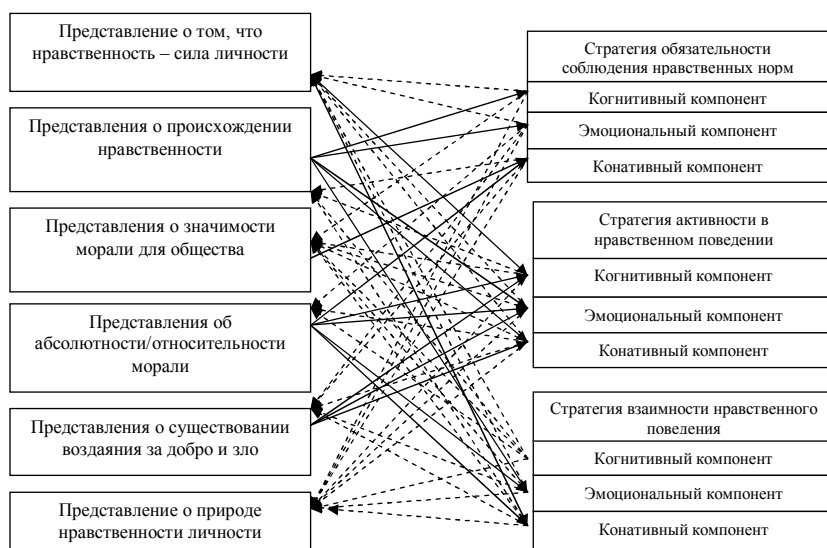 Представление о том, что
нравственность – сила личности
Представления о происхождении
нравственности
Представления о значимости
морали для общества
Представления об
абсолютности/относительности
морали
Представления о существовании
воздаяния за добро и зло
Представление о природе
нравственности личности
Стратегия обязательности
соблюдения нравственных норм
Когнитивный компонент
Эмоциональный компонент
Конативный компонент
Стратегия активности в
нравственном поведении
Когнитивный компонент
Эмоциональный компонент
Конативный компонент
Стратегия взаимности нравственного
поведения
Когнитивный компонент
Эмоциональный компонент
Конативный компонент